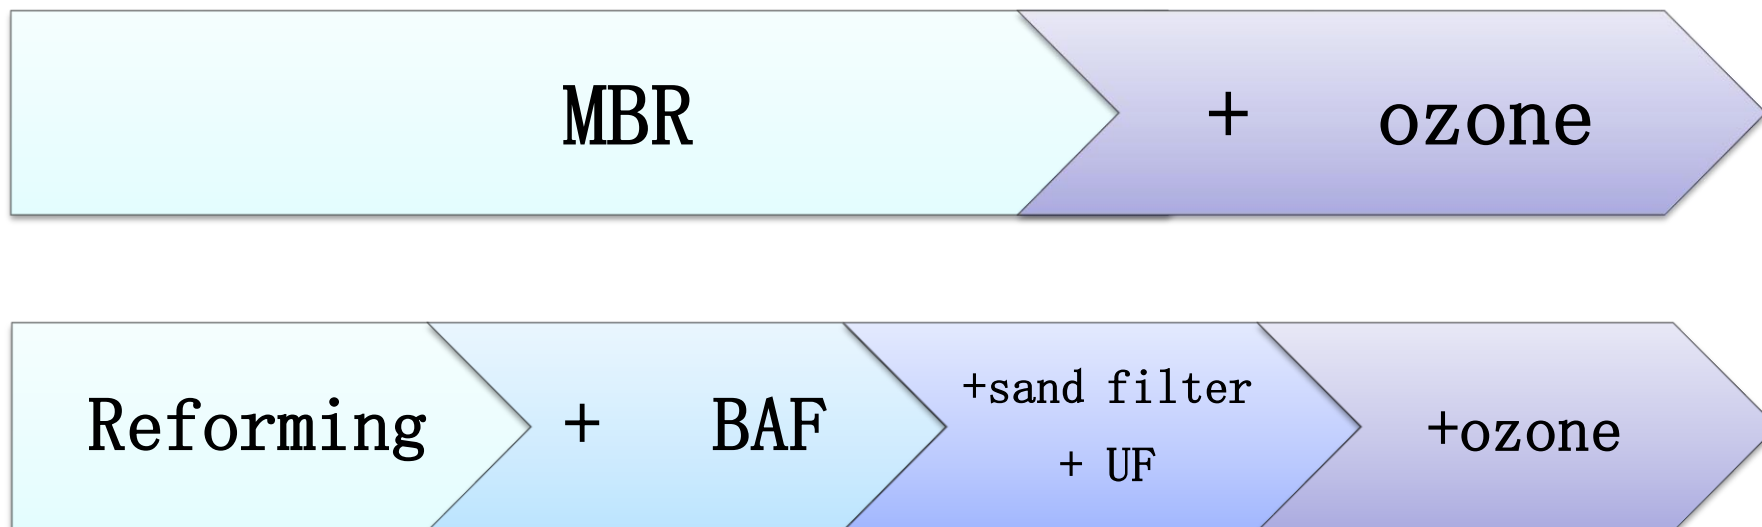 MBR + ozone
Reforming + BAF +sand filter
+ UF +ozone